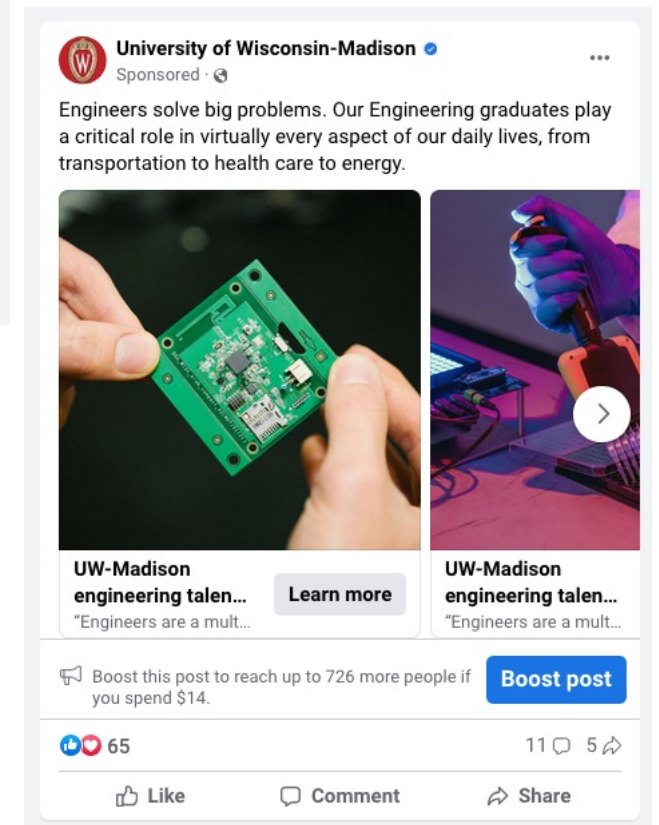 University of Wisconsin-Madison
Sponsored ·
Engineers solve big problems. Our Engineering graduates play
a critical role in virtually every aspect of our daily lives, from
transportation to health care to energy.
UW-Madison
engineering talen...
"Engineers are a mult...
Learn more
UW-Madison
engineering talen...
"Engineers are a mult...
Boost this post to reach up to 726 more people if
you spend $14.
Boost post
65
11 5
Like Comment Share